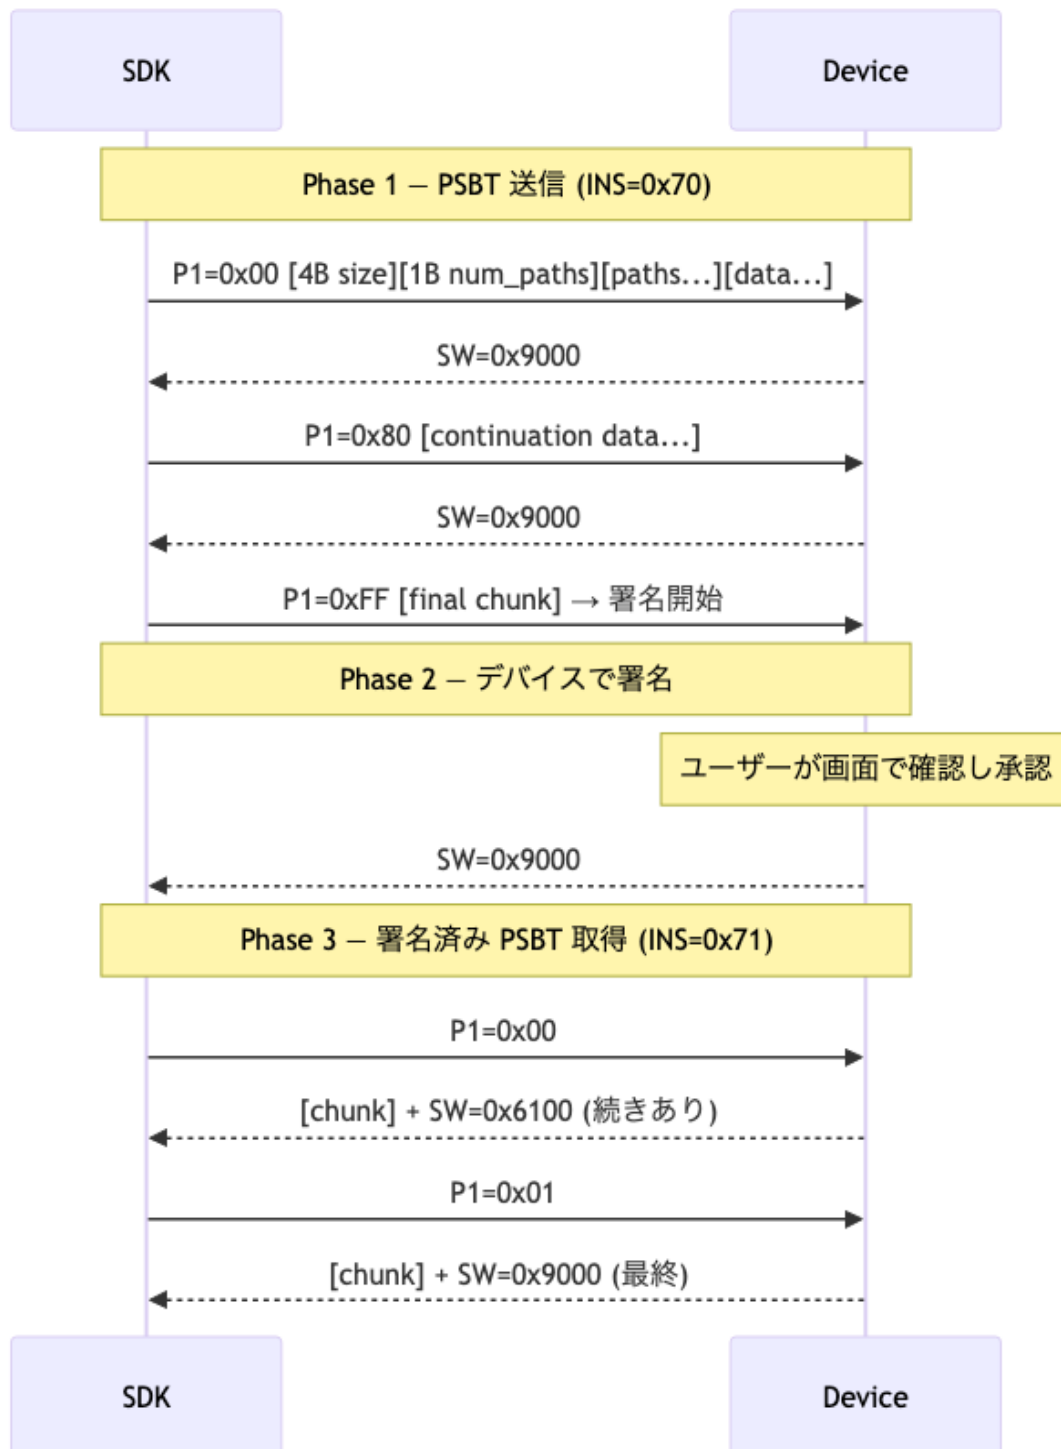 SDK
Device
Phase 1 – PSBT 送信 (INS=0x70)
P1=0x00 [4B size][1B num_paths][paths...][data...]
SW=0x9000
P1=0x80 [continuation data...]
SW=0x9000
P1=0xFF [final chunk] → 署名開始
Phase 2 – デバイスで署名
ユーザーが画面で確認し承認
SW=0x9000
Phase 3 – 署名済み PSBT 取得 (INS=0x71)
P1=0x00
[chunk] + SW=0x6100 (続きあり)
P1=0x01
[chunk] + SW=0x9000 (最終)
SDK
Device